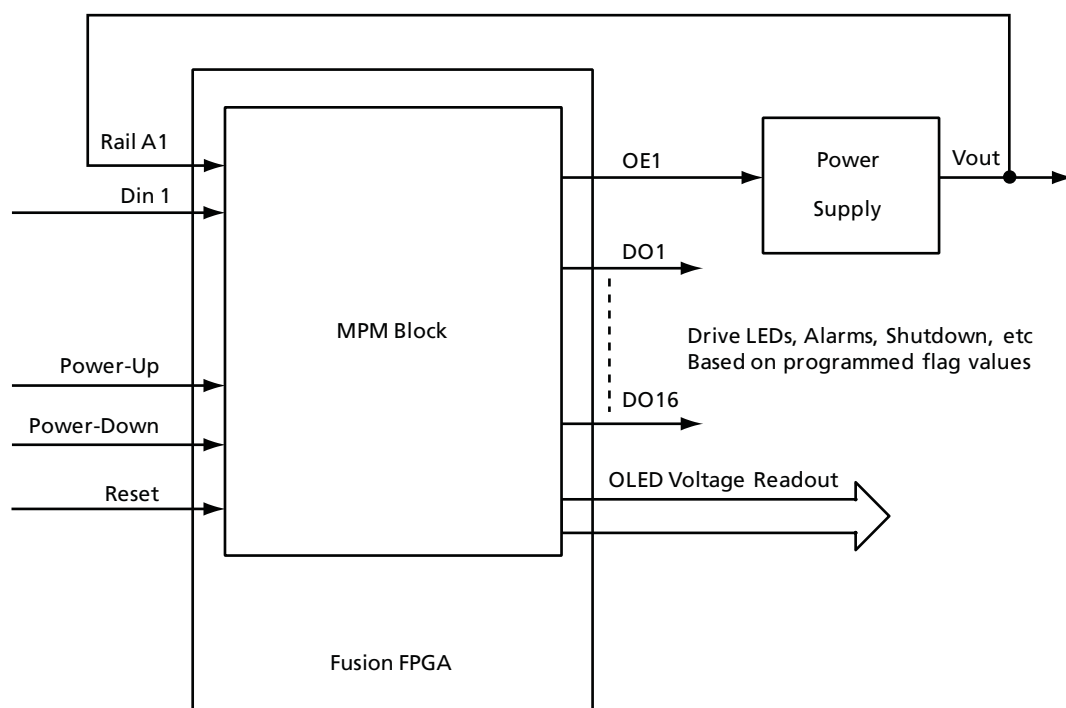 Rail A1
OE1
Power
Supply
Vout
Din 1
DO1
MPM Block
Drive LEDs, Alarms, Shutdown, etc
Based on programmed flag values
Power-Up
DO16
Power-Down
OLED Voltage Readout
Reset
Fusion FPGA